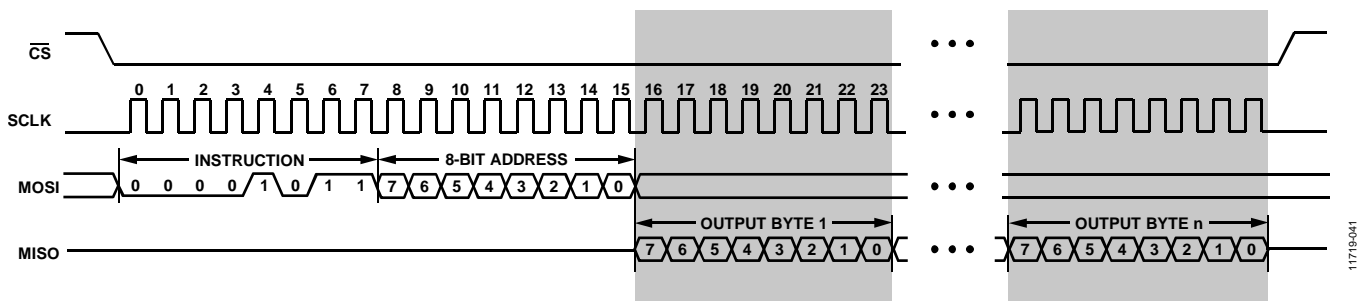 CS
0 1 2 3 4 5 6 7 8 9 10 11 12 13 14 15 16 17 18 19 20 21 22 23
SCLK
INSTRUCTION 8-BIT ADDRESS
MOSI 0 0 0 0 1 0 1 1 7 6 5 4 3 2 1 0
OUTPUT BYTE 1 OUTPUT BYTE n
MISO 7 6 5 4 3 2 1 0 7 6 5 4 3 2 1 0
11719-041